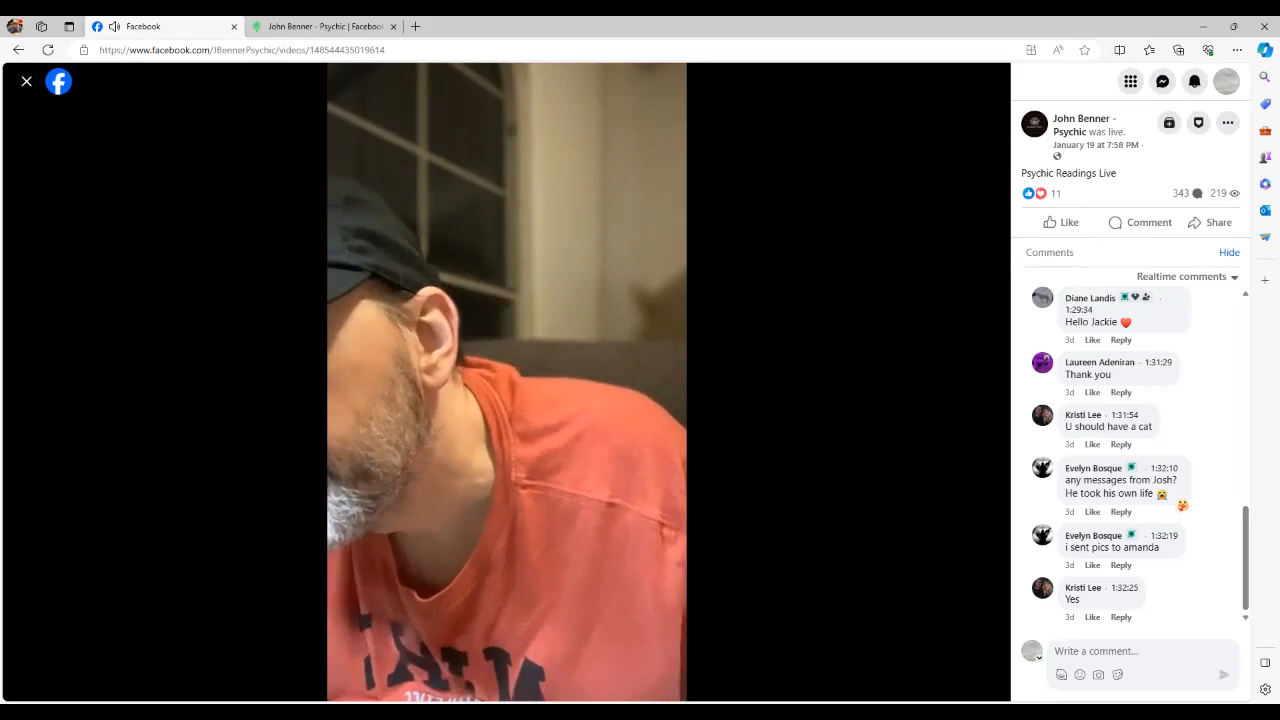 Facebook
John Benner - Psychic | Facebook
https://www.facebook.com/JBennerPsychic/videos/148544435019614
John Benner -
Psychic was live.
January 19 at 7:58 PM ·
Psychic Readings Live
11
343
219
Like
Comment
Share
Comments
Hide
Realtime comments
Diane Landis ·
1:29:34
Hello Jackie
3d Like Reply
Laureen Adeniran · 1:31:29
Thank you
3d Like Reply
Kristi Lee · 1:31:54
U should have a cat
3d Like Reply
Evelyn Bosque · 1:32:10
any messages from Josh?
He took his own life
3d Like Reply
Evelyn Bosque · 1:32:19
i sent pics to amanda
3d Like Reply
Kristi Lee · 1:32:25
Yes
3d Like Reply
Write a comment...